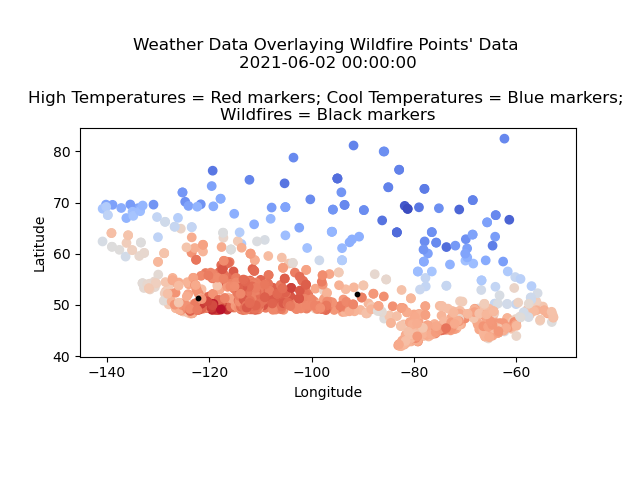 Weather Data Overlaying Wildfire Points' Data
2021-06-02 00:00:00
High Temperatures = Red markers; Cool Temperatures = Blue markers;
Wildfires = Black markers
80
70
60
50
40
Latitude
−140 −120 −100 −80 −60
Longitude